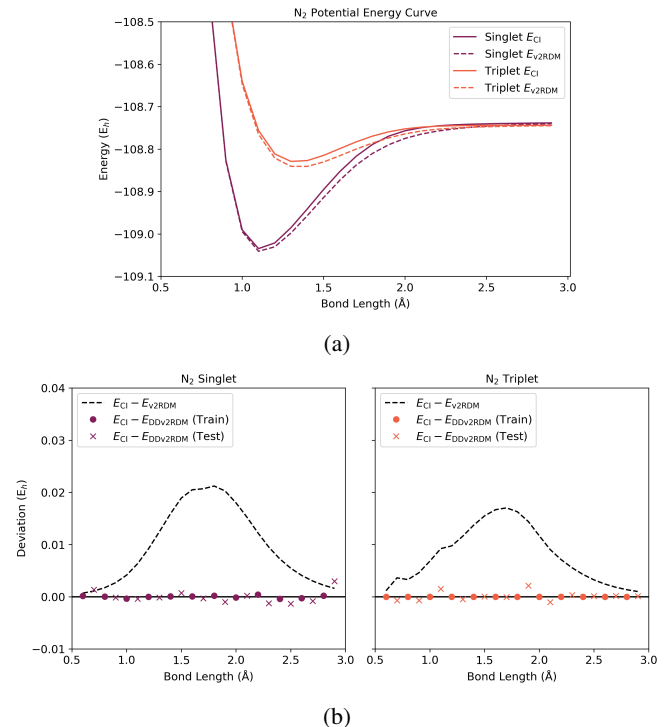 N₂ Potential Energy Curve
−108.5
−108.6
−108.7
−108.8
−108.9
−109.0
−109.1
Energy (Eₕ)
Singlet E_CI
Singlet E_v2RDM
Triplet E_CI
Triplet E_v2RDM
0.5 1.0 1.5 2.0 2.5 3.0
Bond Length (Å)
(a)
N₂ Singlet
0.04
0.03
0.02
0.01
0.00
−0.01
Deviation (Eₕ)
E_CI − E_v2RDM
E_CI − E_DDv2RDM (Train)
E_CI − E_DDv2RDM (Test)
0.5 1.0 1.5 2.0 2.5 3.0
Bond Length (Å)
N₂ Triplet
E_CI − E_v2RDM
E_CI − E_DDv2RDM (Train)
E_CI − E_DDv2RDM (Test)
0.5 1.0 1.5 2.0 2.5 3.0
Bond Length (Å)
(b)